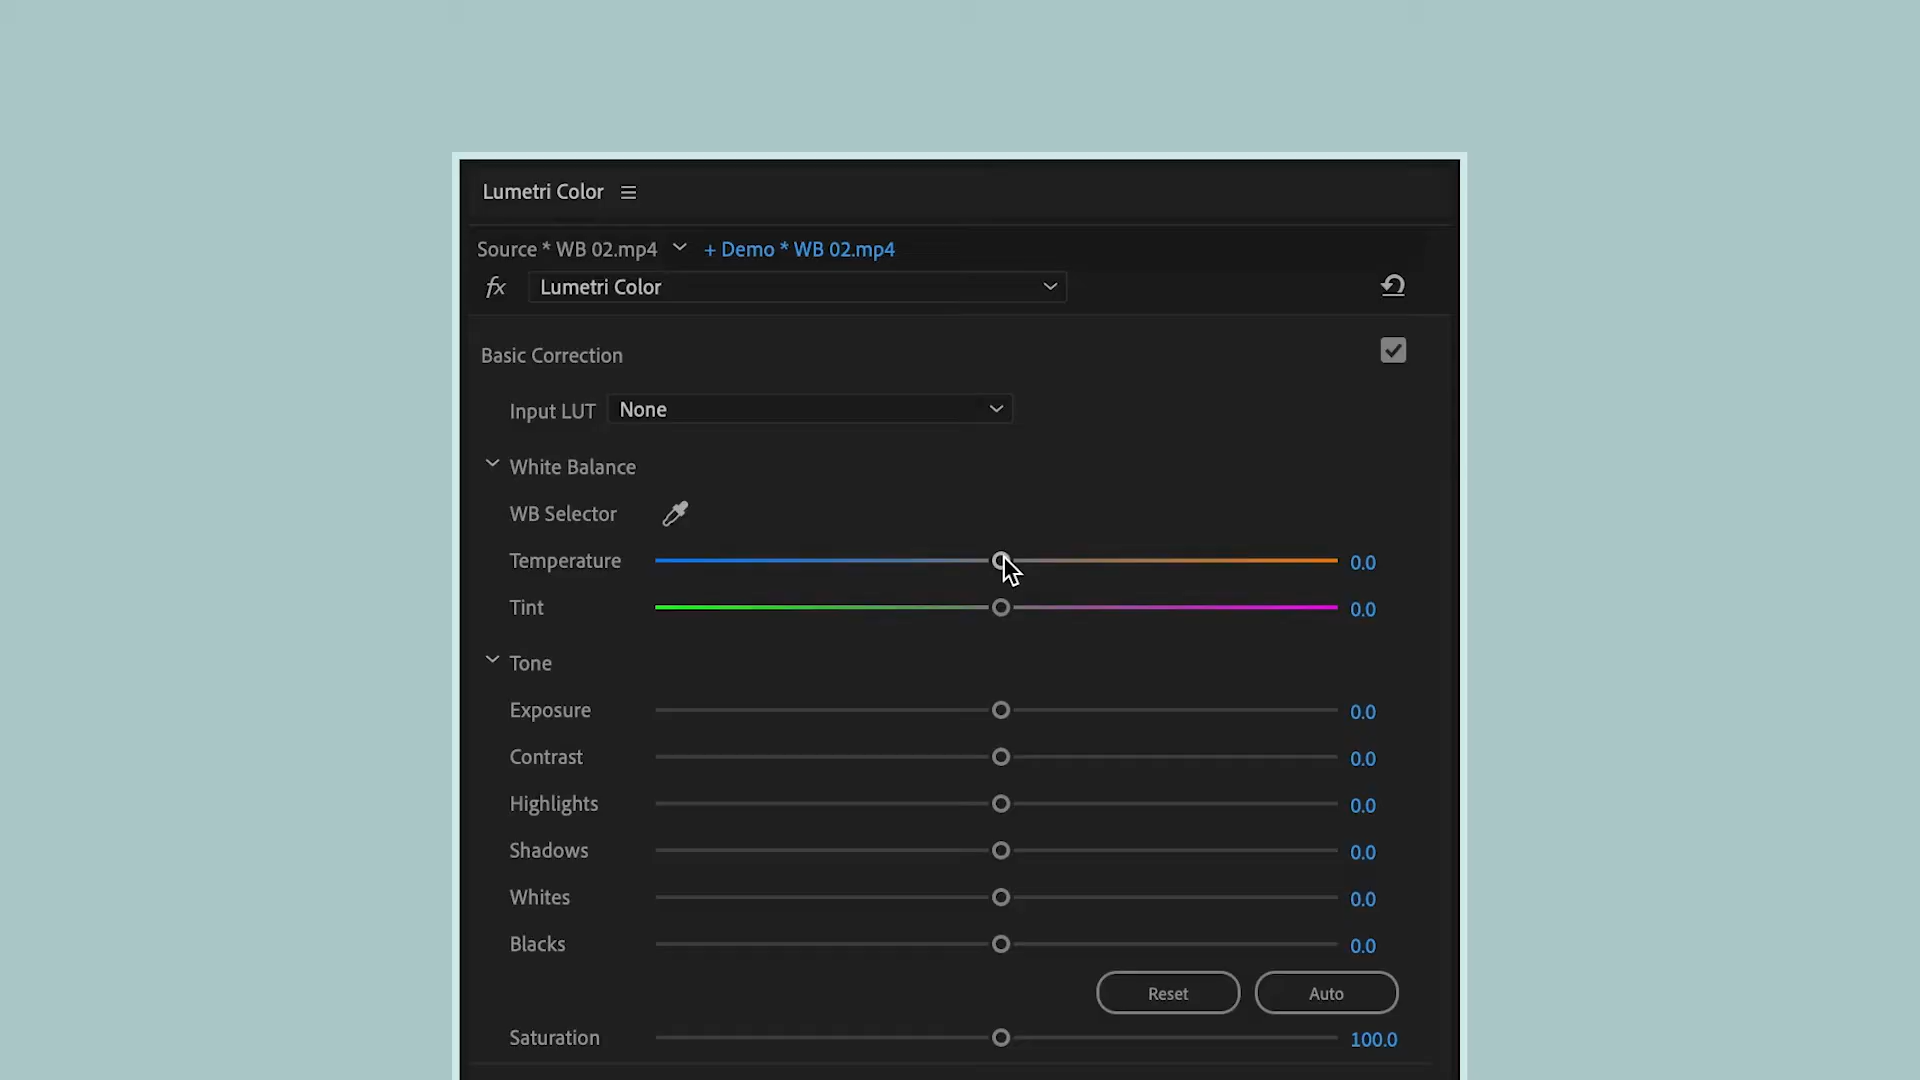 Lumetri Color
Source * WB 02.mp4 + Demo * WB 02.mp4
fx Lumetri Color
Basic Correction
Input LUT None
White Balance
WB Selector
Temperature 0.0
Tint 0.0
Tone
Exposure 0.0
Contrast 0.0
Highlights 0.0
Shadows 0.0
Whites 0.0
Blacks 0.0
Reset Auto
Saturation 100.0